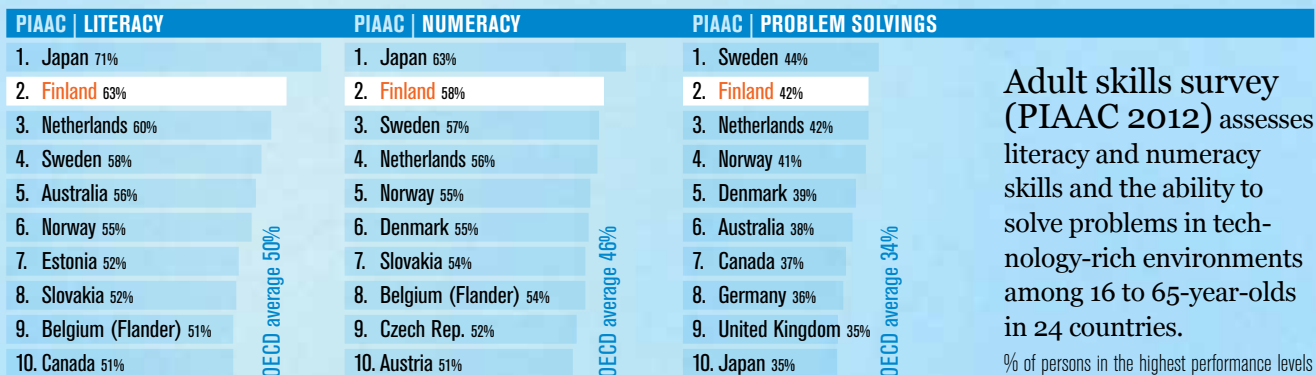 PIAAC | LITERACY
1. Japan 71%
2. Finland 63%
3. Netherlands 60%
4. Sweden 58%
5. Australia 56%
6. Norway 55%
7. Estonia 52%
8. Slovakia 52%
9. Belgium (Flander) 51%
10. Canada 51%
OECD average 50%
PIAAC | NUMERACY
1. Japan 63%
2. Finland 58%
3. Sweden 57%
4. Netherlands 56%
5. Norway 55%
6. Denmark 55%
7. Slovakia 54%
8. Belgium (Flander) 54%
9. Czech Rep. 52%
10. Austria 51%
OECD average 46%
PIAAC | PROBLEM SOLVINGS
1. Sweden 44%
2. Finland 42%
3. Netherlands 42%
4. Norway 41%
5. Denmark 39%
6. Australia 38%
7. Canada 37%
8. Germany 36%
9. United Kingdom 35%
10. Japan 35%
OECD average 34%
Adult skills survey
(PIAAC 2012) assesses
literacy and numeracy
skills and the ability to
solve problems in tech-
nology-rich environments
among 16 to 65-year-olds
in 24 countries.
% of persons in the highest performance levels